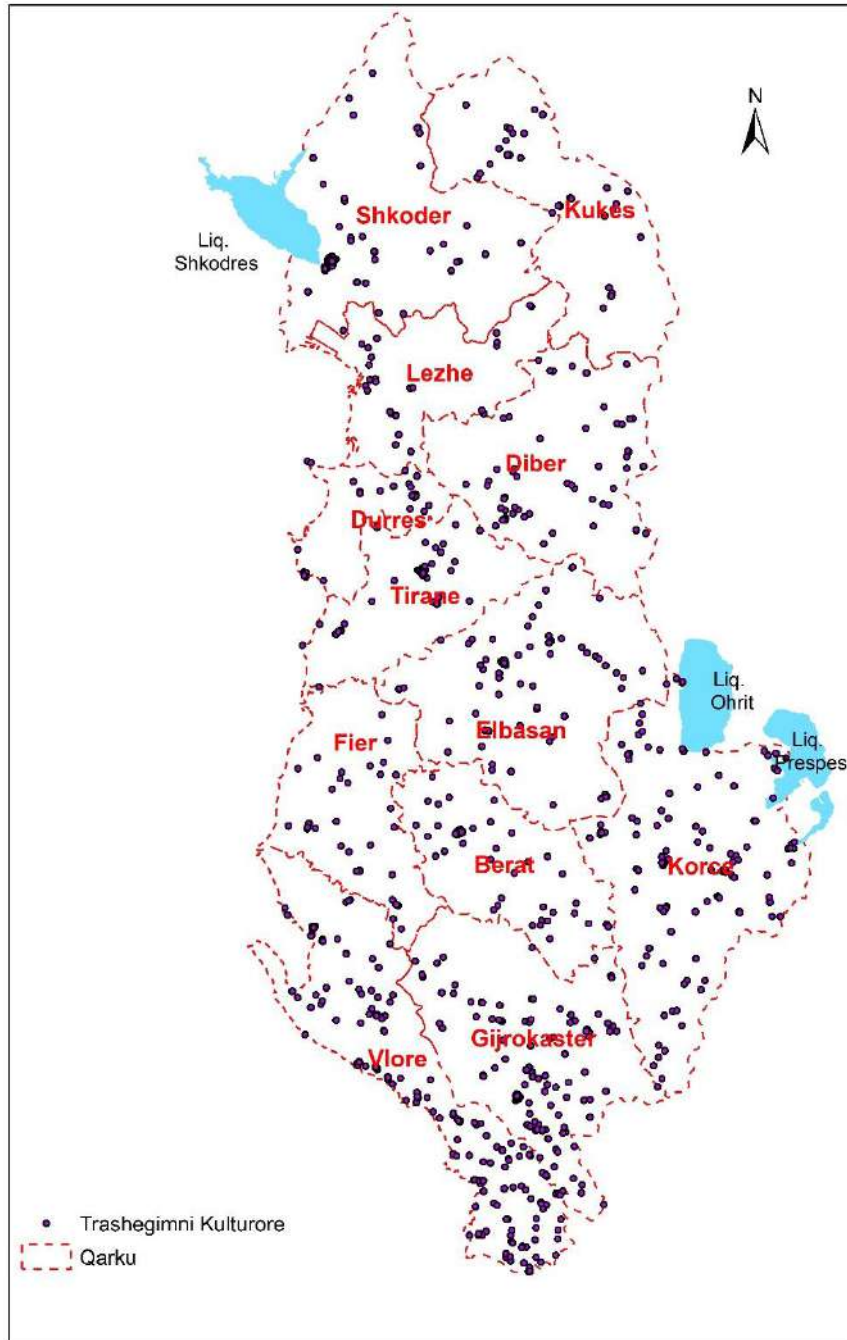 N
Shkoder
Kukes
Liq.
Shkodres
Lezhe
Diber
Durres
Tirane
Liq.
Ohrit
Elbasan
Fier
Liq.
Prespes
Berat
Korce
Gijrokaster
Vlore
Trashegimni Kulturore
Qarku